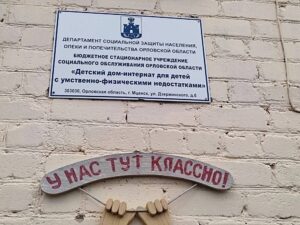 ДЕПАРТАМЕНТ СОЦИАЛЬНОЙ ЗАЩИТЫ НАСЕЛЕНИЯ,
ОПЕКИ И ПОПЕЧИТЕЛЬСТВА ОРЛОВСКОЙ ОБЛАСТИ
БЮДЖЕТНОЕ СТАЦИОНАРНОЕ УЧРЕЖДЕНИЕ
СОЦИАЛЬНОГО ОБСЛУЖИВАНИЯ ОРЛОВСКОЙ ОБЛАСТИ
«Детский дом-интернат для детей
с умственно-физическими недостатками»
303030, Орловская область, г. Мценск, ул. Дзержинского, д.6
У НАС ТУТ КЛАССНО!